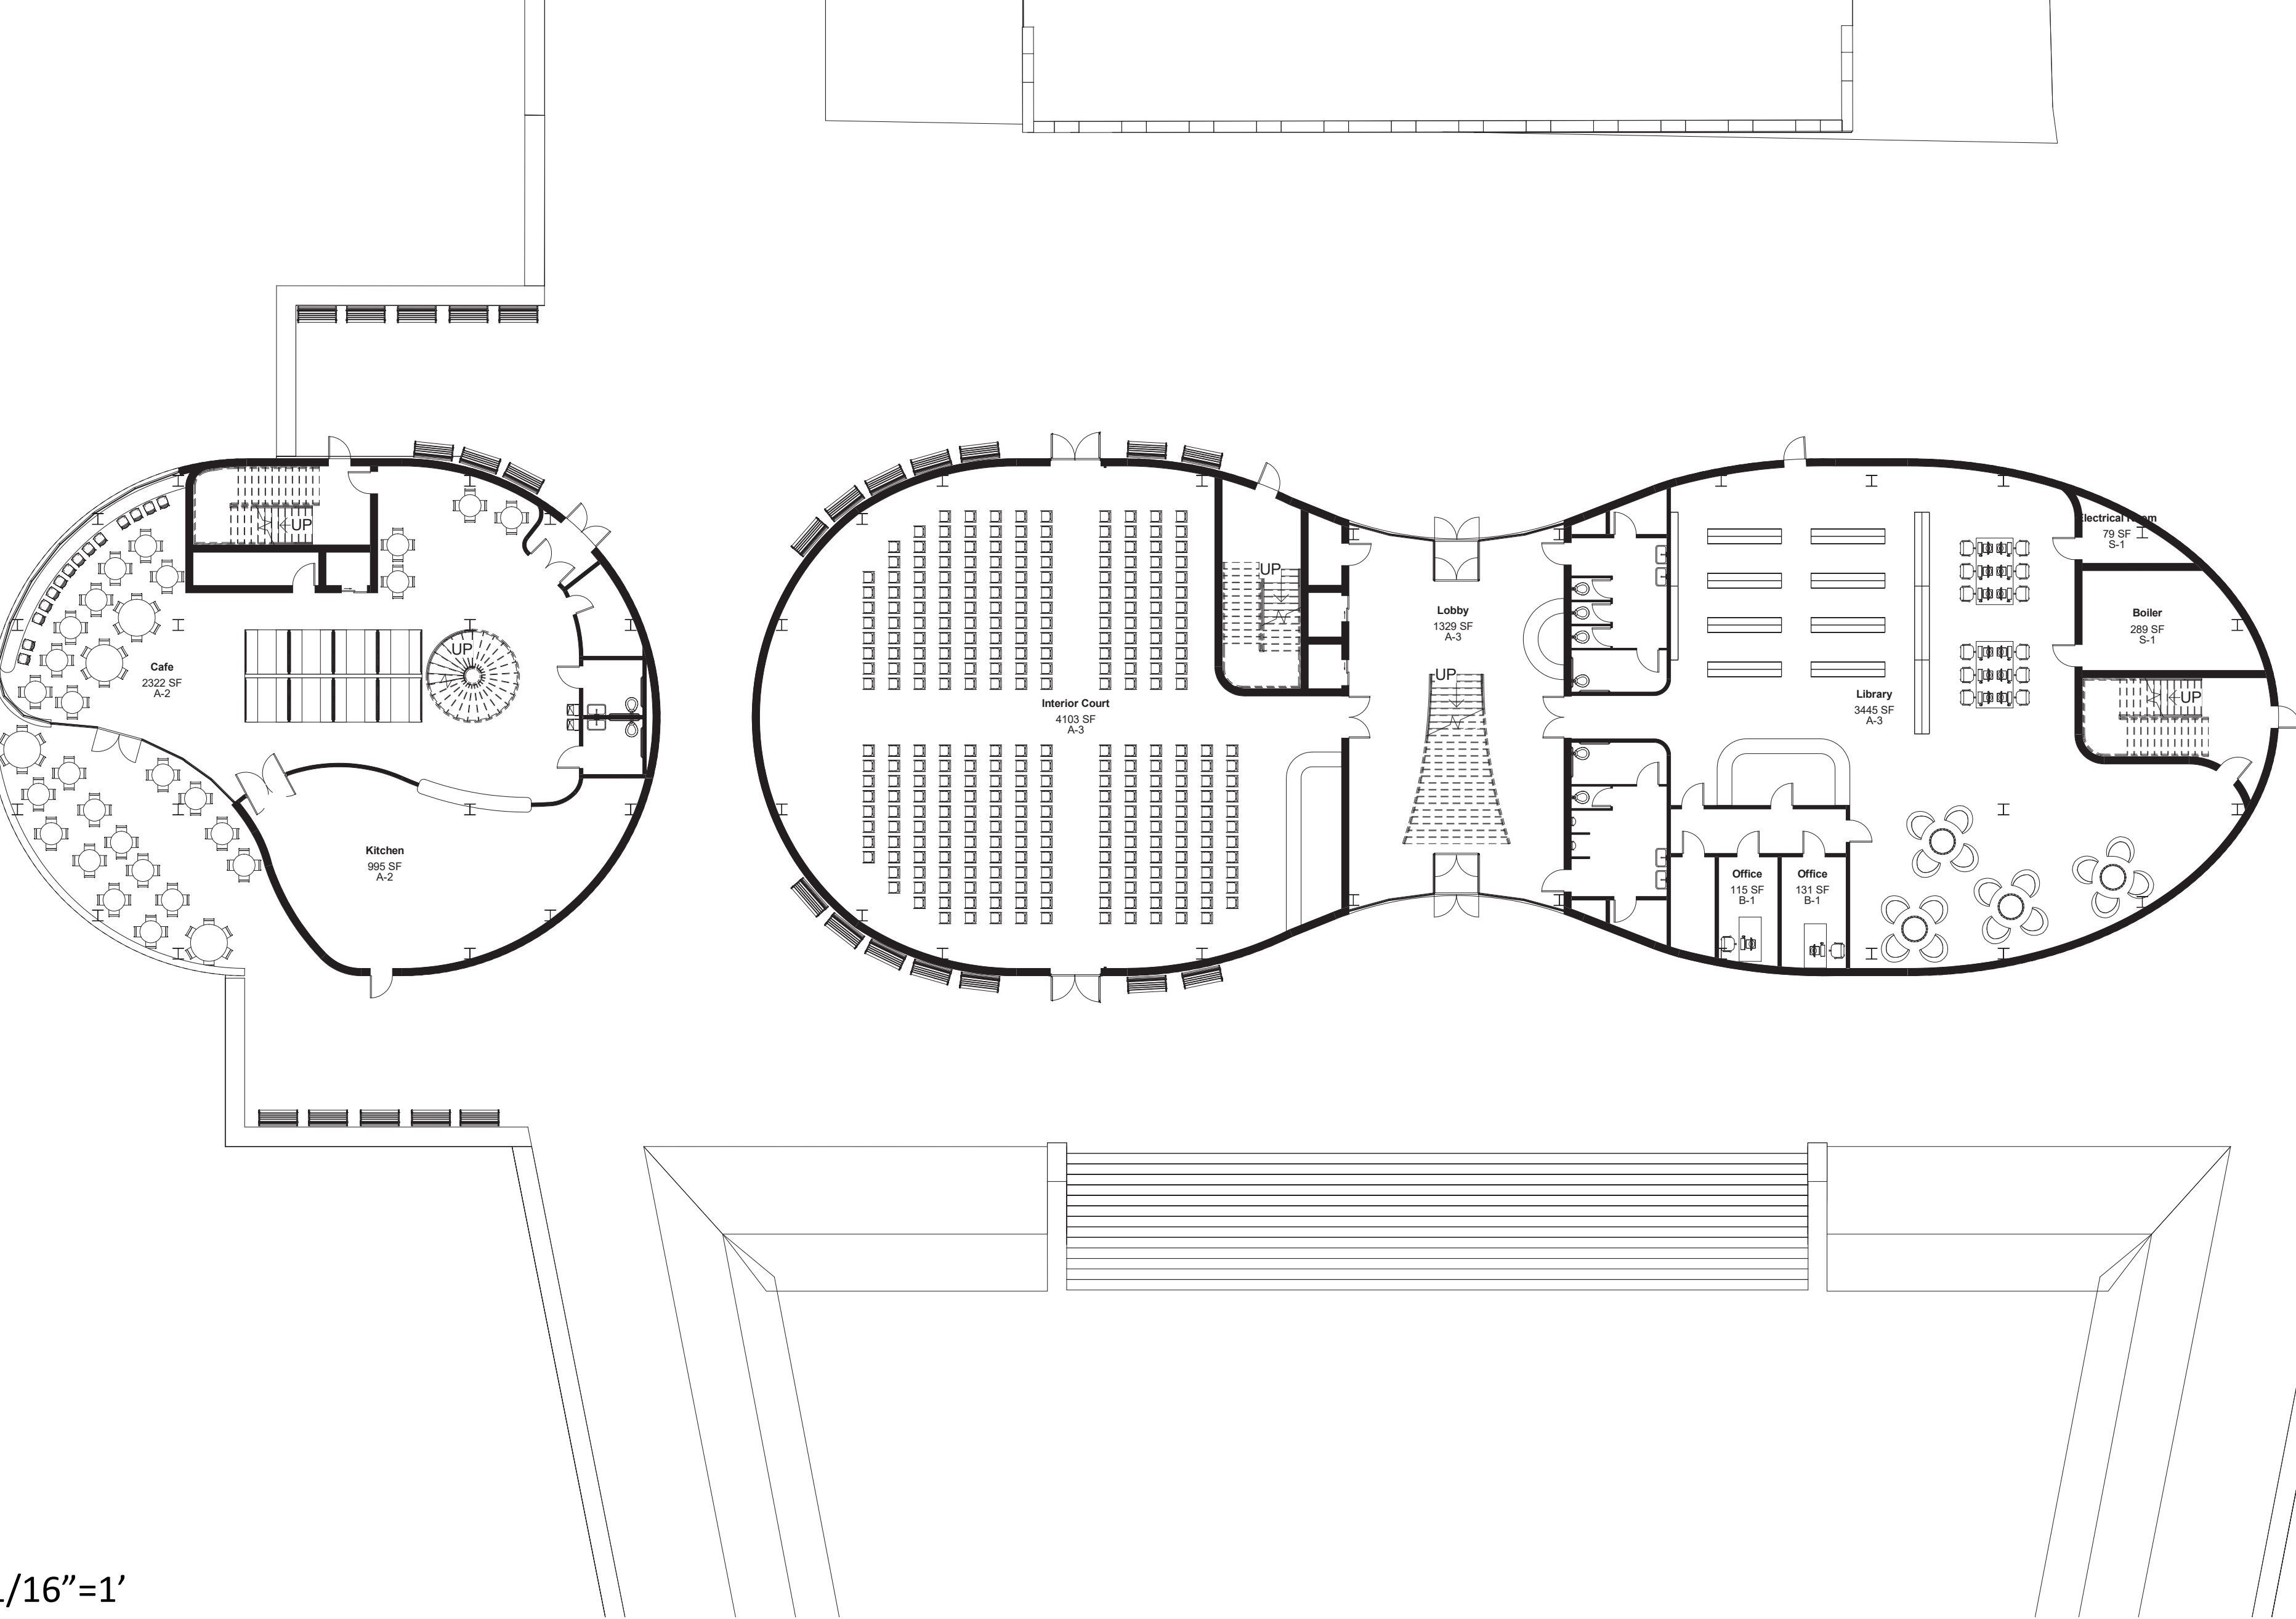 UP
Cafe
2322 SF
A-2
UP
Kitchen
995 SF
A-2
Interior Court
4103 SF
A-3
UP
Lobby
1329 SF
A-3
UP
Library
3445 SF
A-3
Office
115 SF
B-1
Office
131 SF
B-1
Electrical Room
79 SF
S-1
Boiler
289 SF
S-1
UP
/16”=1’